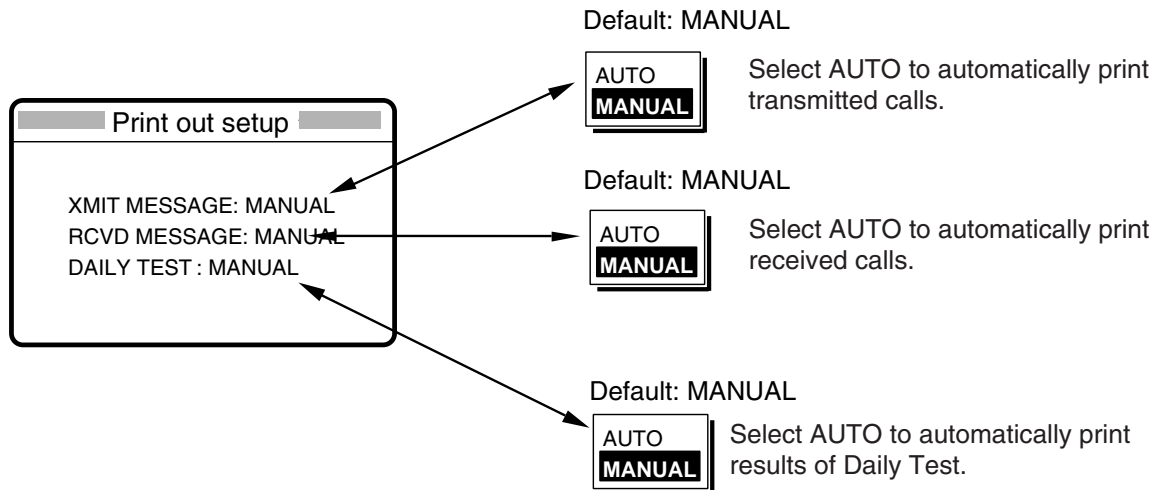 Print out setup
XMIT MESSAGE: MANUAL
RCVD MESSAGE: MANUAL
DAILY TEST : MANUAL
Default: MANUAL
AUTO
MANUAL
Select AUTO to automatically print
transmitted calls.
Default: MANUAL
AUTO
MANUAL
Select AUTO to automatically print
received calls.
Default: MANUAL
AUTO
MANUAL
Select AUTO to automatically print
results of Daily Test.